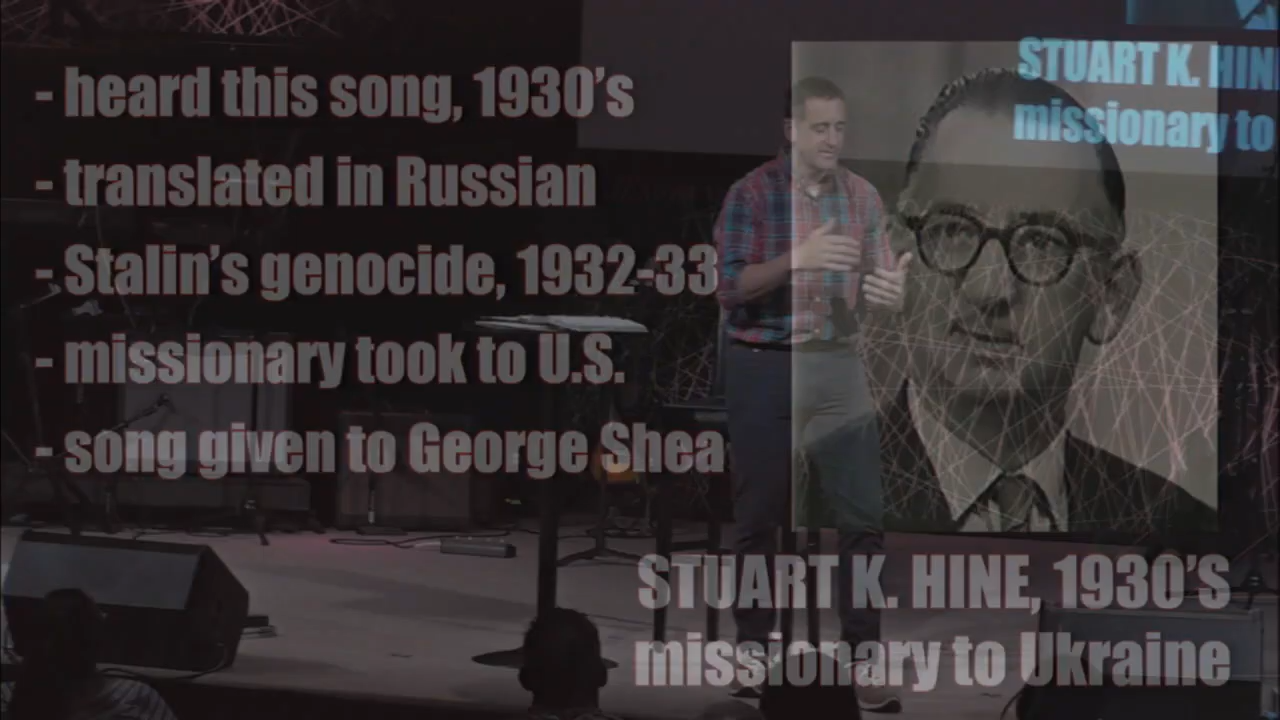 - heard this song, 1930's
- translated in Russian
- Stalin's genocide, 1932-33
- missionary took to U.S.
- song given to George Shea
STUART K. HIN
missionary to
STUART K. HINE, 1930'S
missionary to Ukraine